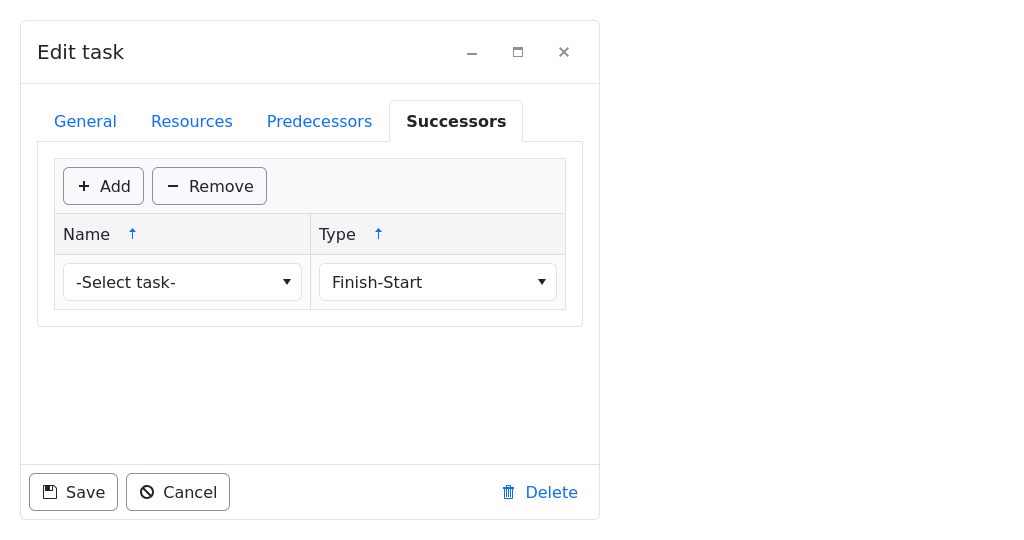 Edit task
General Resources Predecessors Successors
Add Remove
Name Type
-Select task- Finish-Start
Save Cancel Delete